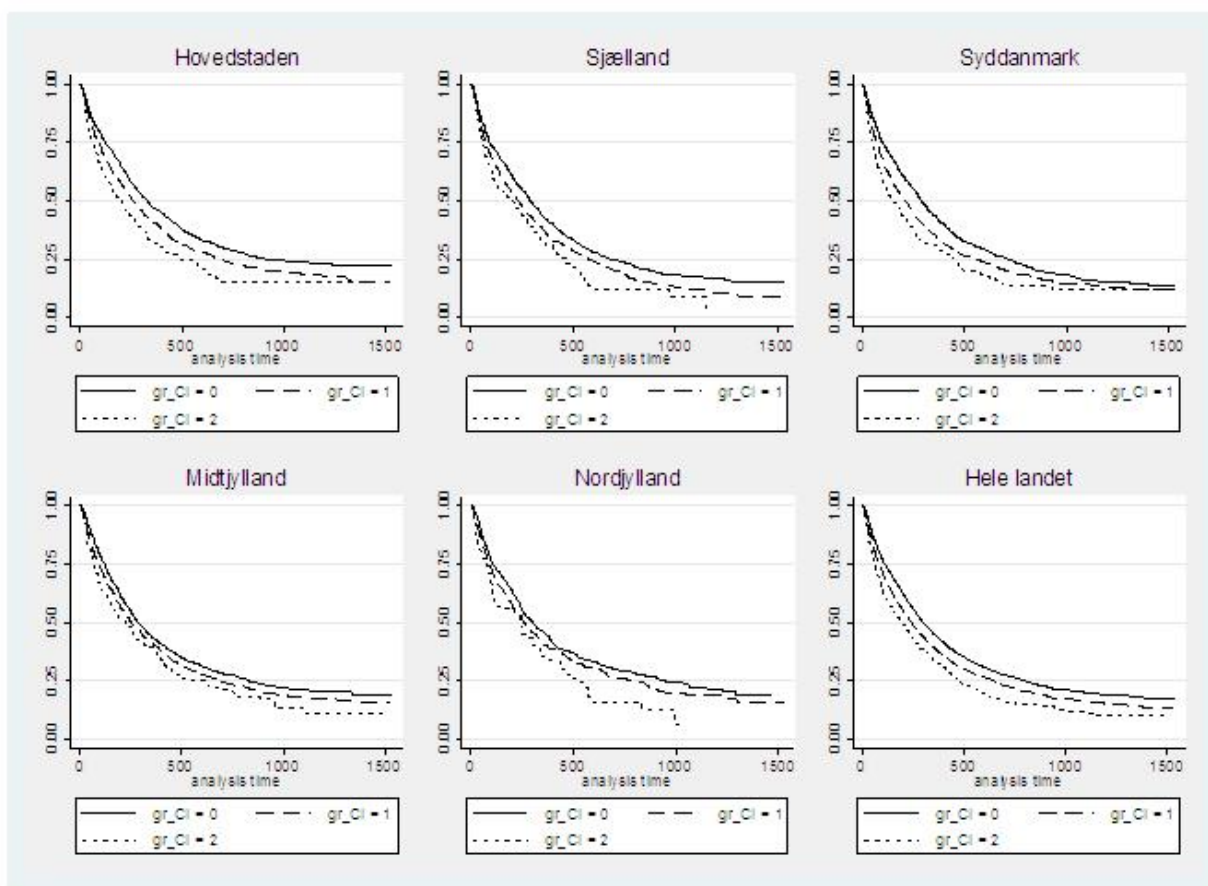 Hovedstaden
1.00
0.75
0.50
0.25
0.00
0
500
1000
1500
analysis time
gr_CI = 0
gr_CI = 1
gr_CI = 2
Sjælland
1.00
0.75
0.50
0.25
0.00
0
500
1000
1500
analysis time
gr_CI = 0
gr_CI = 1
gr_CI = 2
Syddanmark
1.00
0.75
0.50
0.25
0.00
0
500
1000
1500
analysis time
gr_CI = 0
gr_CI = 1
gr_CI = 2
Midtjylland
1.00
0.75
0.50
0.25
0.00
0
500
1000
1500
analysis time
gr_CI = 0
gr_CI = 1
gr_CI = 2
Nordjylland
1.00
0.75
0.50
0.25
0.00
0
500
1000
1500
analysis time
gr_CI = 0
gr_CI = 1
gr_CI = 2
Hele landet
1.00
0.75
0.50
0.25
0.00
0
500
1000
1500
analysis time
gr_CI = 0
gr_CI = 1
gr_CI = 2